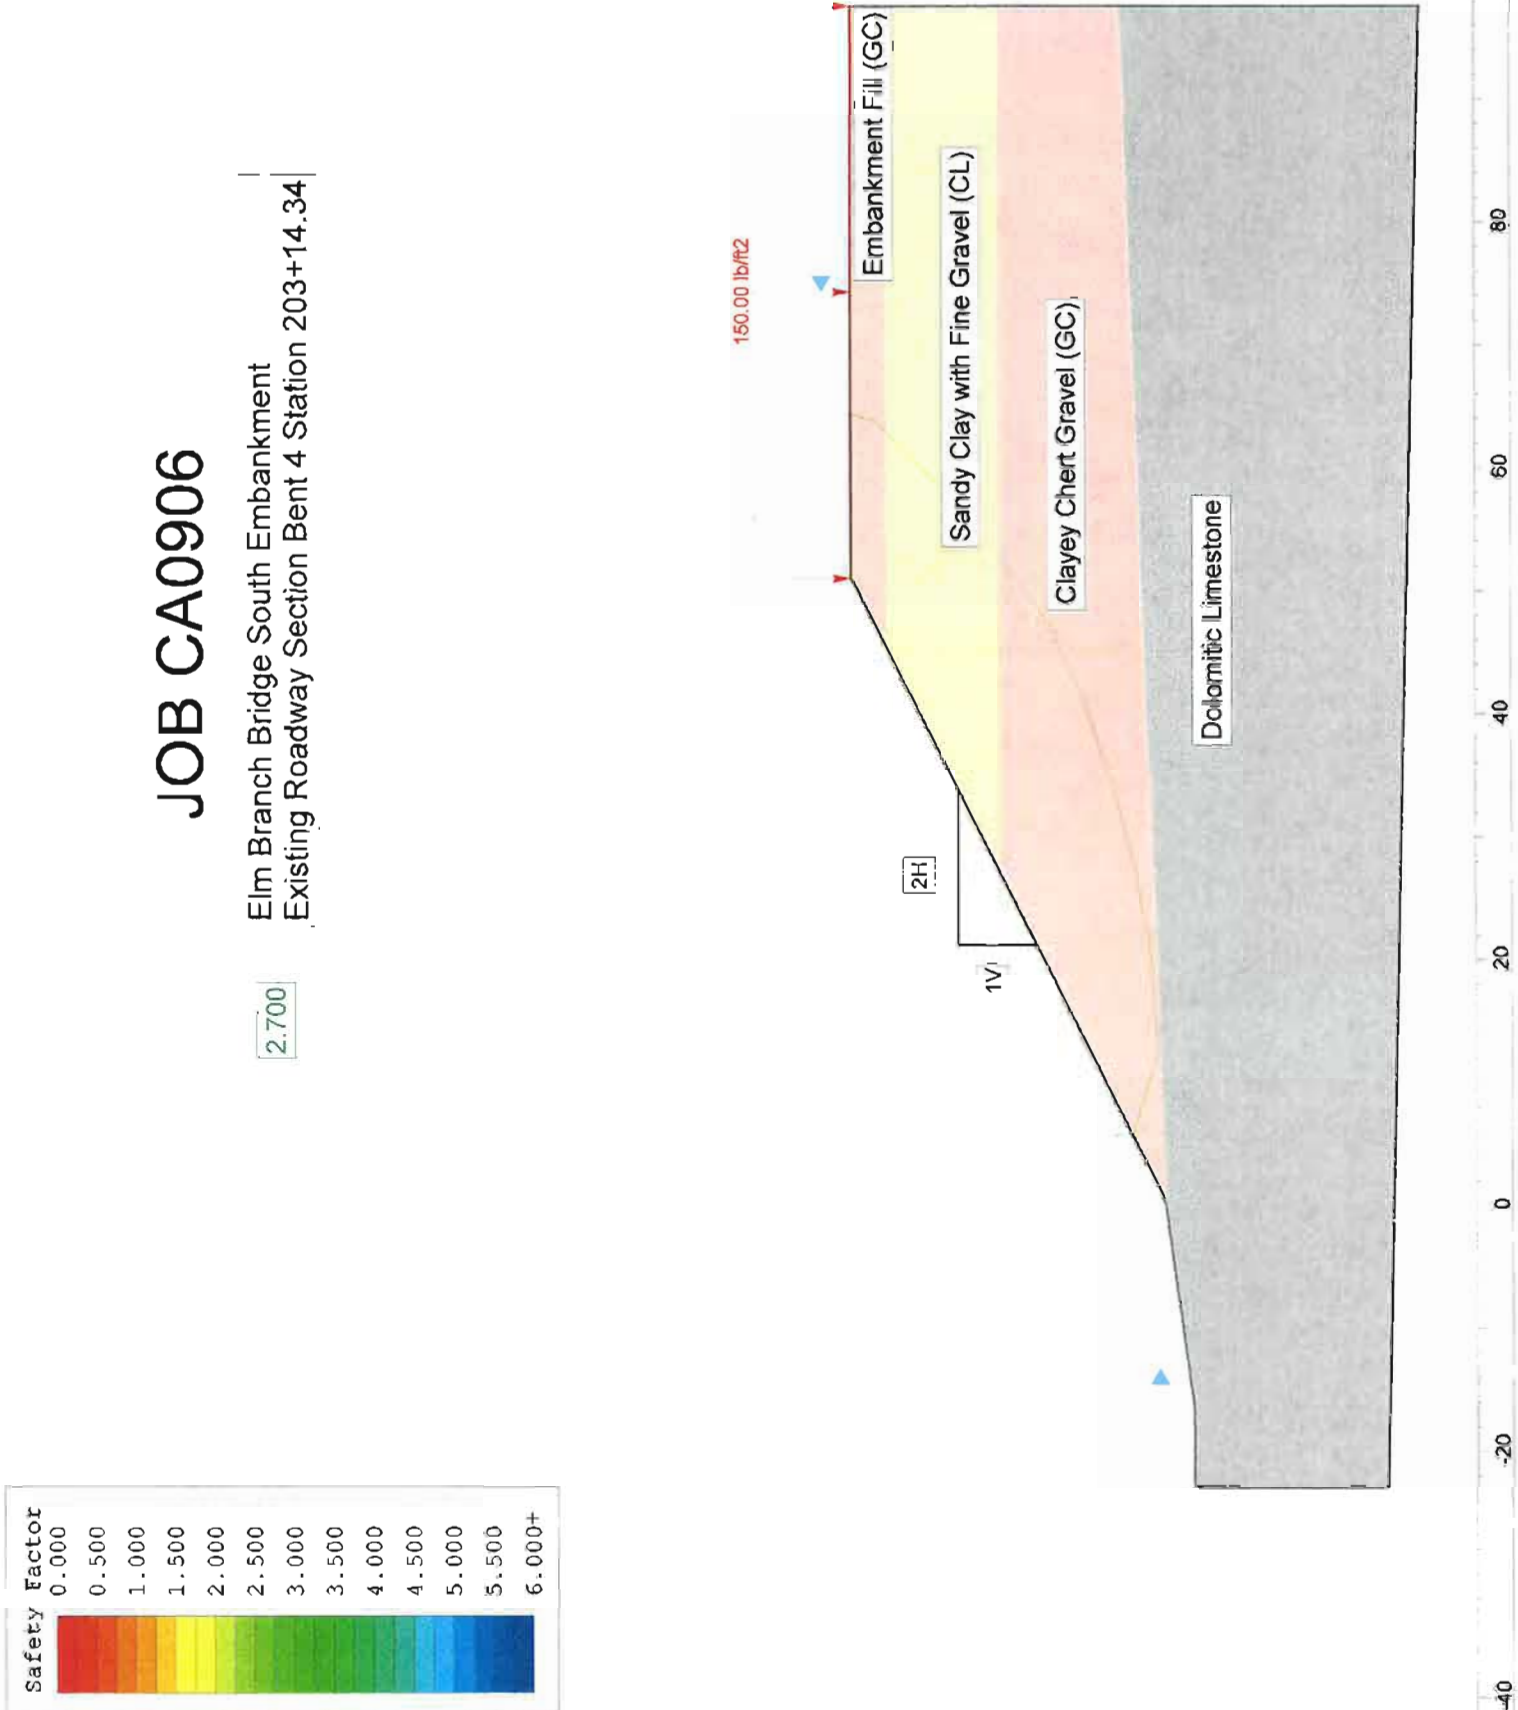 JOB CA0906
Elm Branch Bridge South Embankment
Existing Roadway Section Bent 4 Station 203+14.34
2.700
Safety Factor
0.000
0.500
1.000
1.500
2.000
2.500
3.000
3.500
4.000
4.500
5.000
5.500
6.000+
150.00 lb/ft2
Embankment Fill (GC)
Sandy Clay with Fine Gravel (CL)
Clayey Chert Gravel (GC)
Dolomitic Limestone
2H
1V
-40
-20
0
20
40
60
80